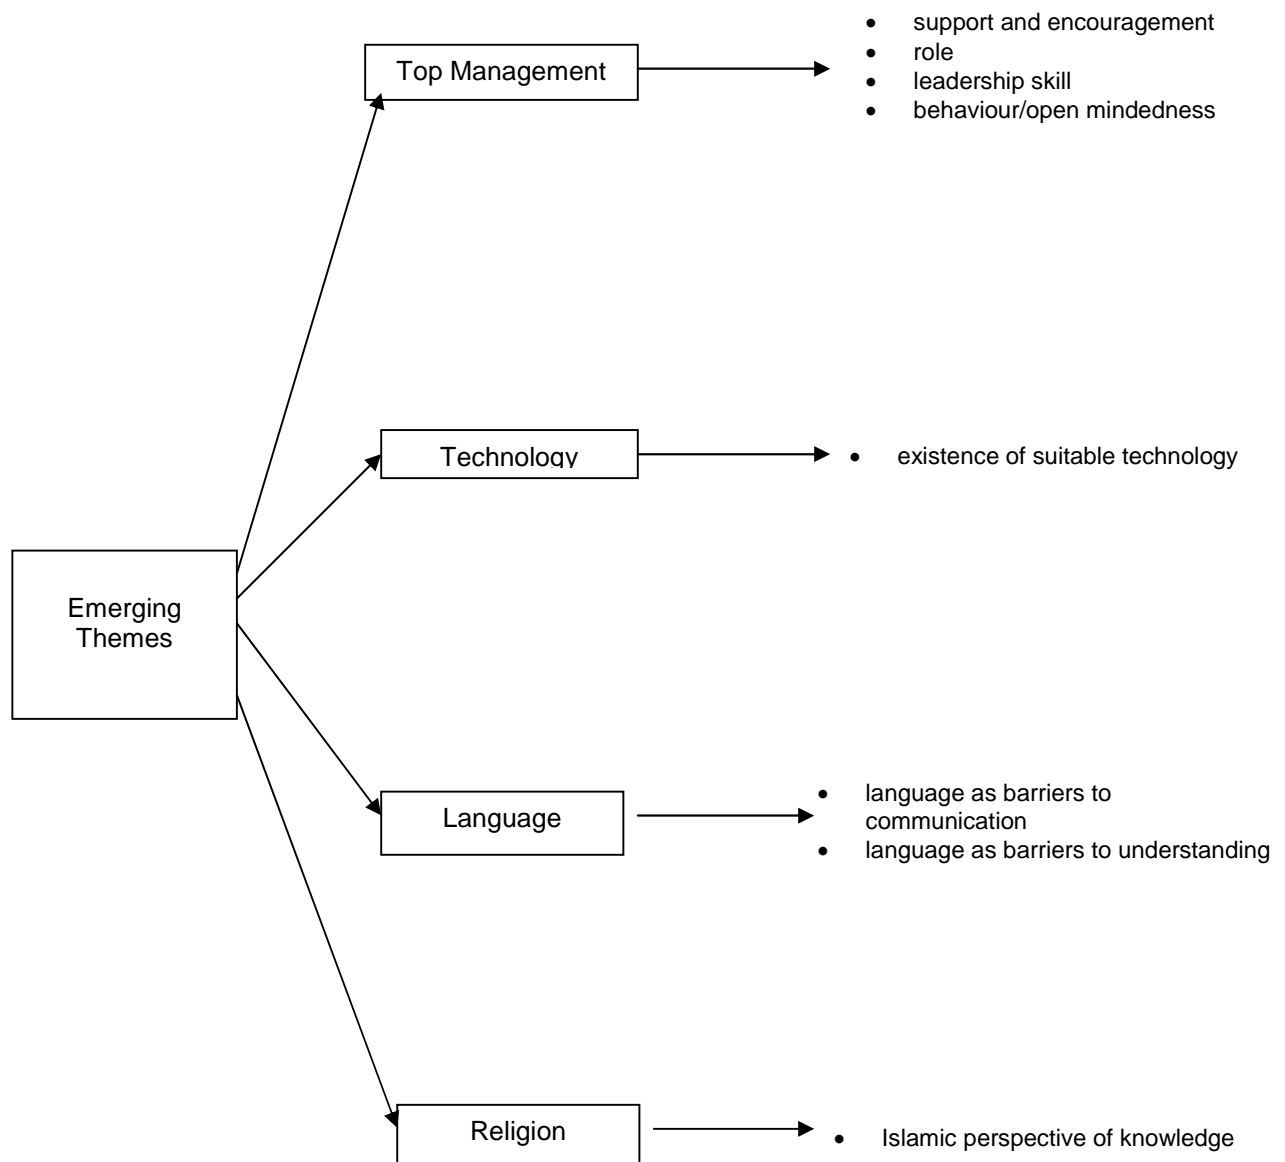 Top Management
• support and encouragement
• role
• leadership skill
• behaviour/open mindedness
Technology
• existence of suitable technology
Emerging
Themes
Language
• language as barriers to
communication
• language as barriers to understanding
Religion
• Islamic perspective of knowledge